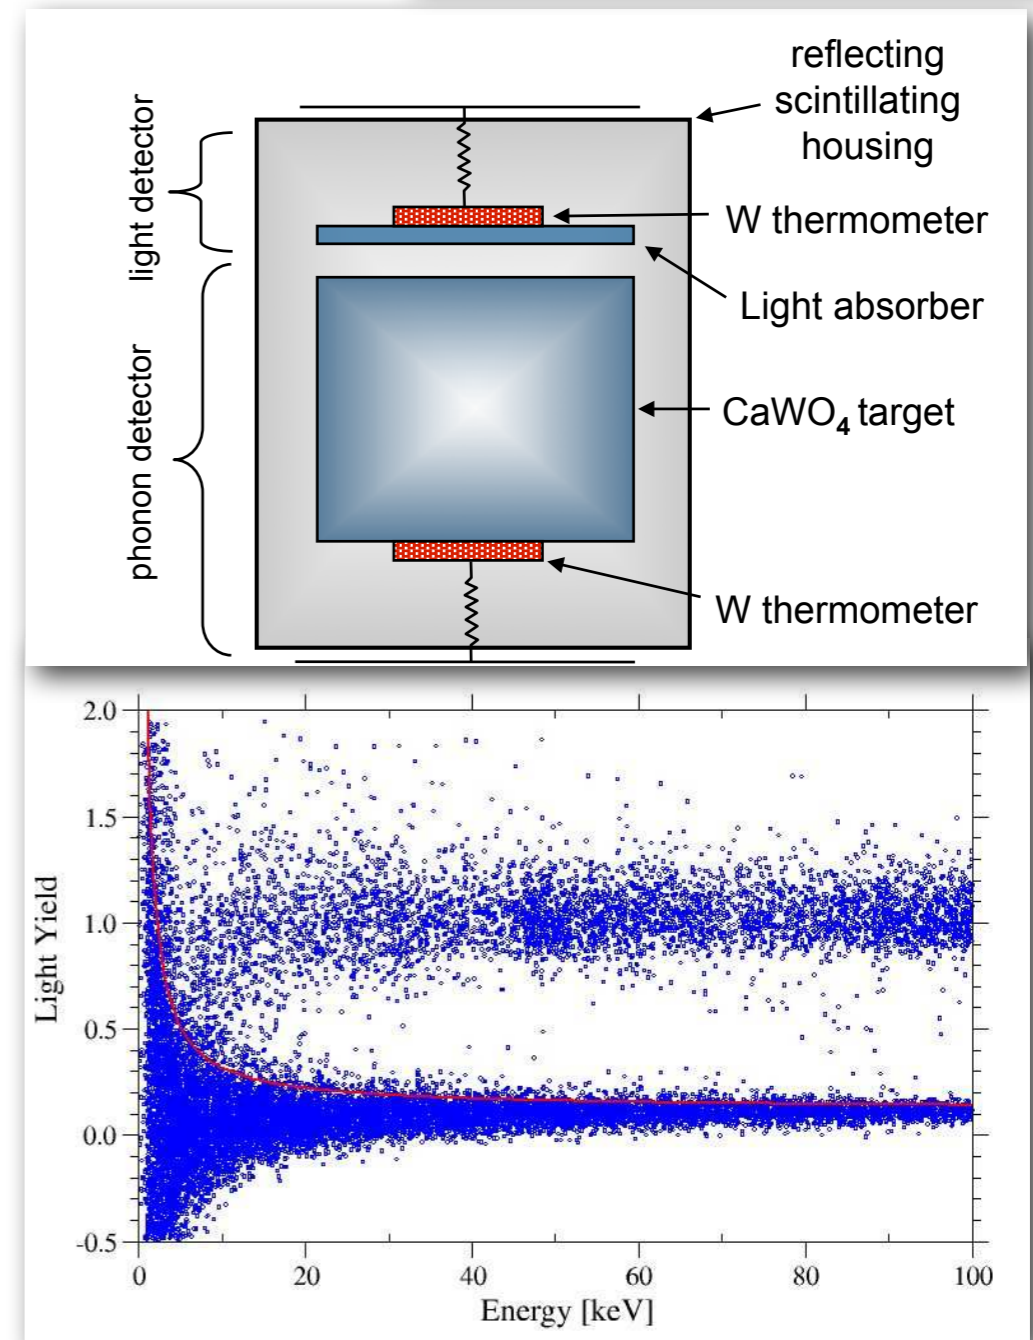 reflecting
scintillating
housing
light detector
W thermometer
Light absorber
phonon detector
CaWO₄ target
W thermometer
2.0
1.5
1.0
0.5
0.0
-0.5
Light Yield
0 20 40 60 80 100
Energy [keV]